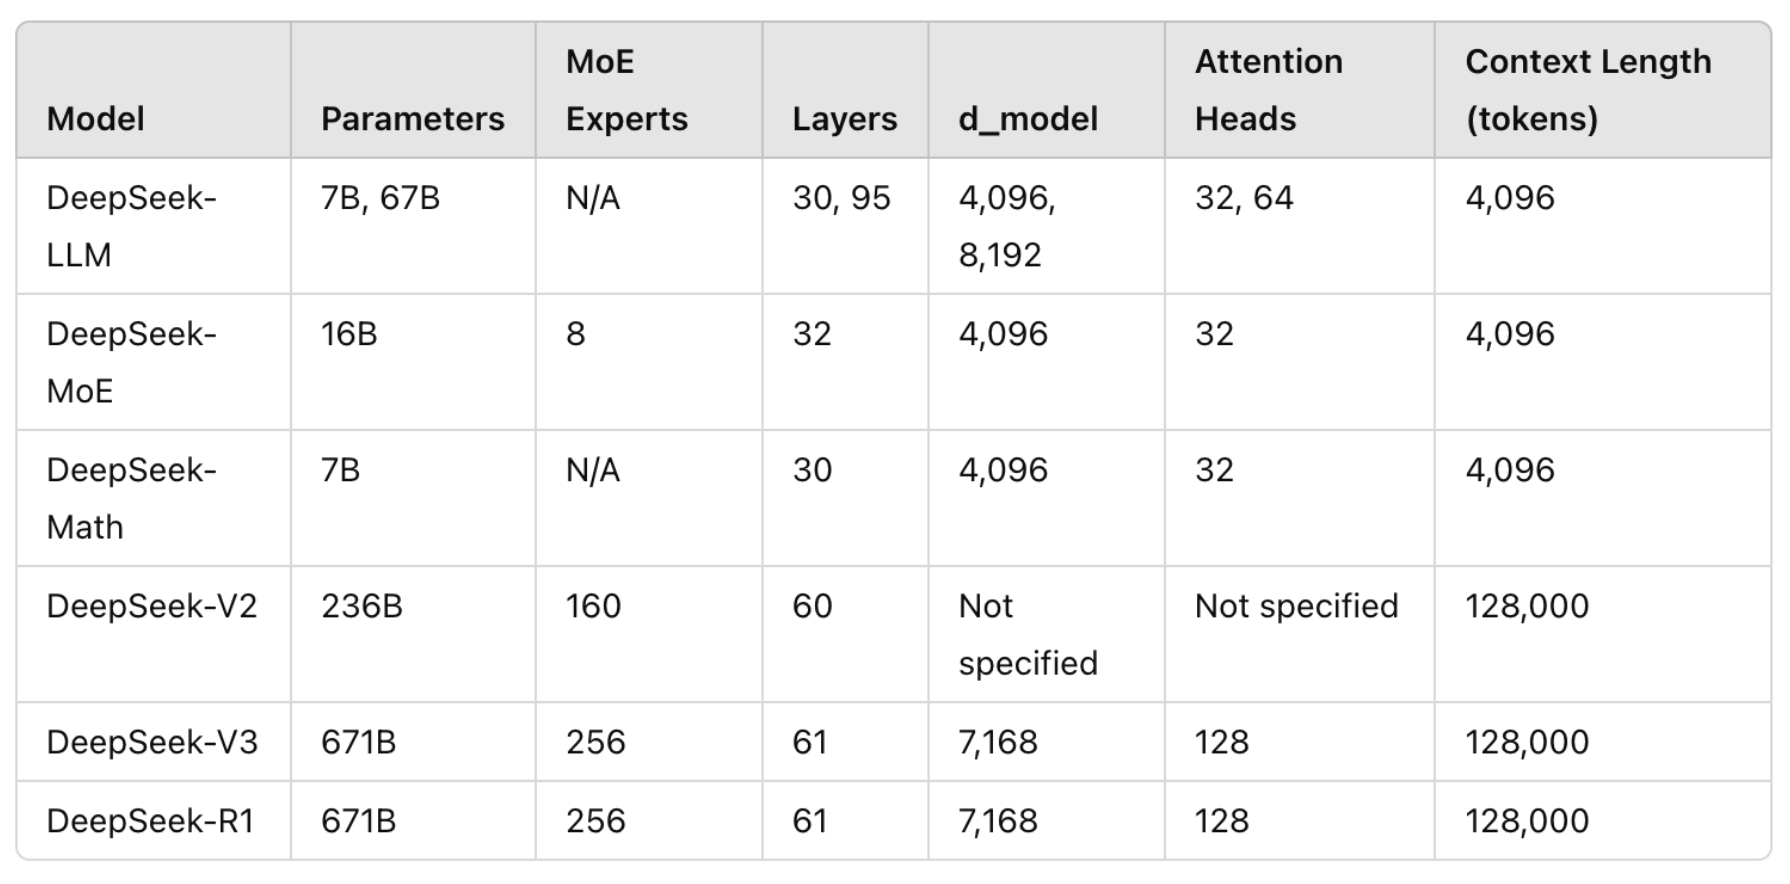 Model Parameters MoE Experts Layers d_model Attention Heads Context Length (tokens)
DeepSeek-LLM 7B, 67B N/A 30, 95 4,096, 8,192 32, 64 4,096
DeepSeek-MoE 16B 8 32 4,096 32 4,096
DeepSeek-Math 7B N/A 30 4,096 32 4,096
DeepSeek-V2 236B 160 60 Not specified Not specified 128,000
DeepSeek-V3 671B 256 61 7,168 128 128,000
DeepSeek-R1 671B 256 61 7,168 128 128,000